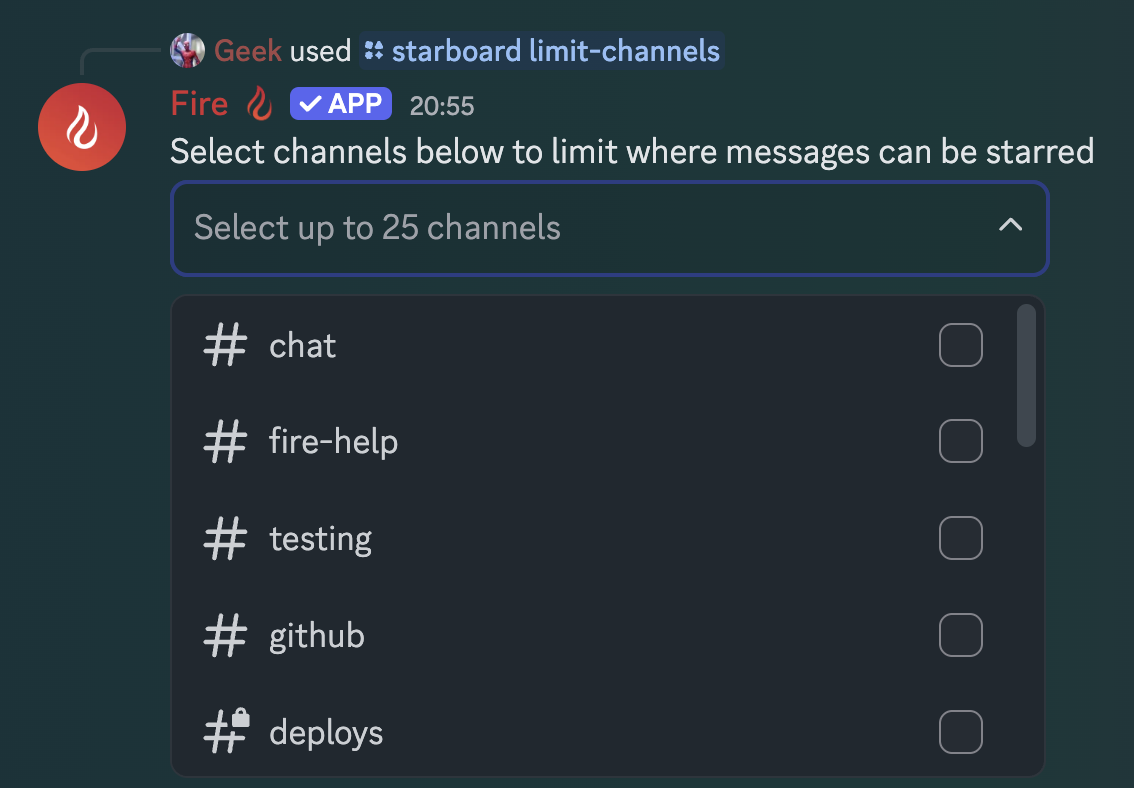 Geek used starboard limit-channels
Fire APP 20:55
Select channels below to limit where messages can be starred
Select up to 25 channels
chat
fire-help
testing
github
deploys